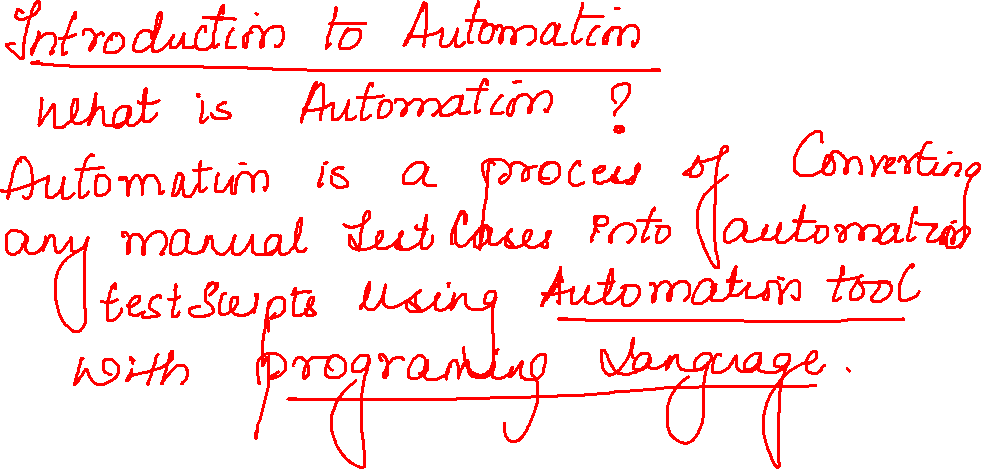 Introduction to Automation
What is Automation ?
Automation is a process of Converting
any manual Test Cases into automation
test Scripts using Automation tool
with programing language.